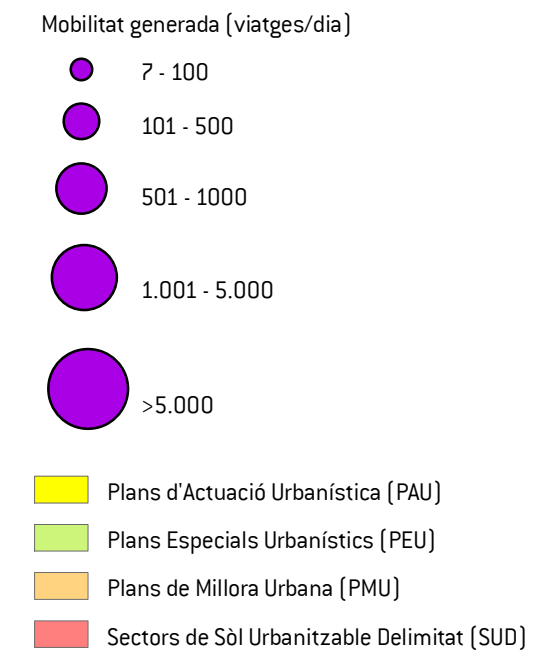 Mobilitat generada (viatges/dia)
7 - 100
101 - 500
501 - 1000
1.001 - 5.000
>5.000
Plans d'Actuació Urbanística (PAU)
Plans Especials Urbanístics (PEU)
Plans de Millora Urbana (PMU)
Sectors de Sòl Urbanitzable Delimitat (SUD)